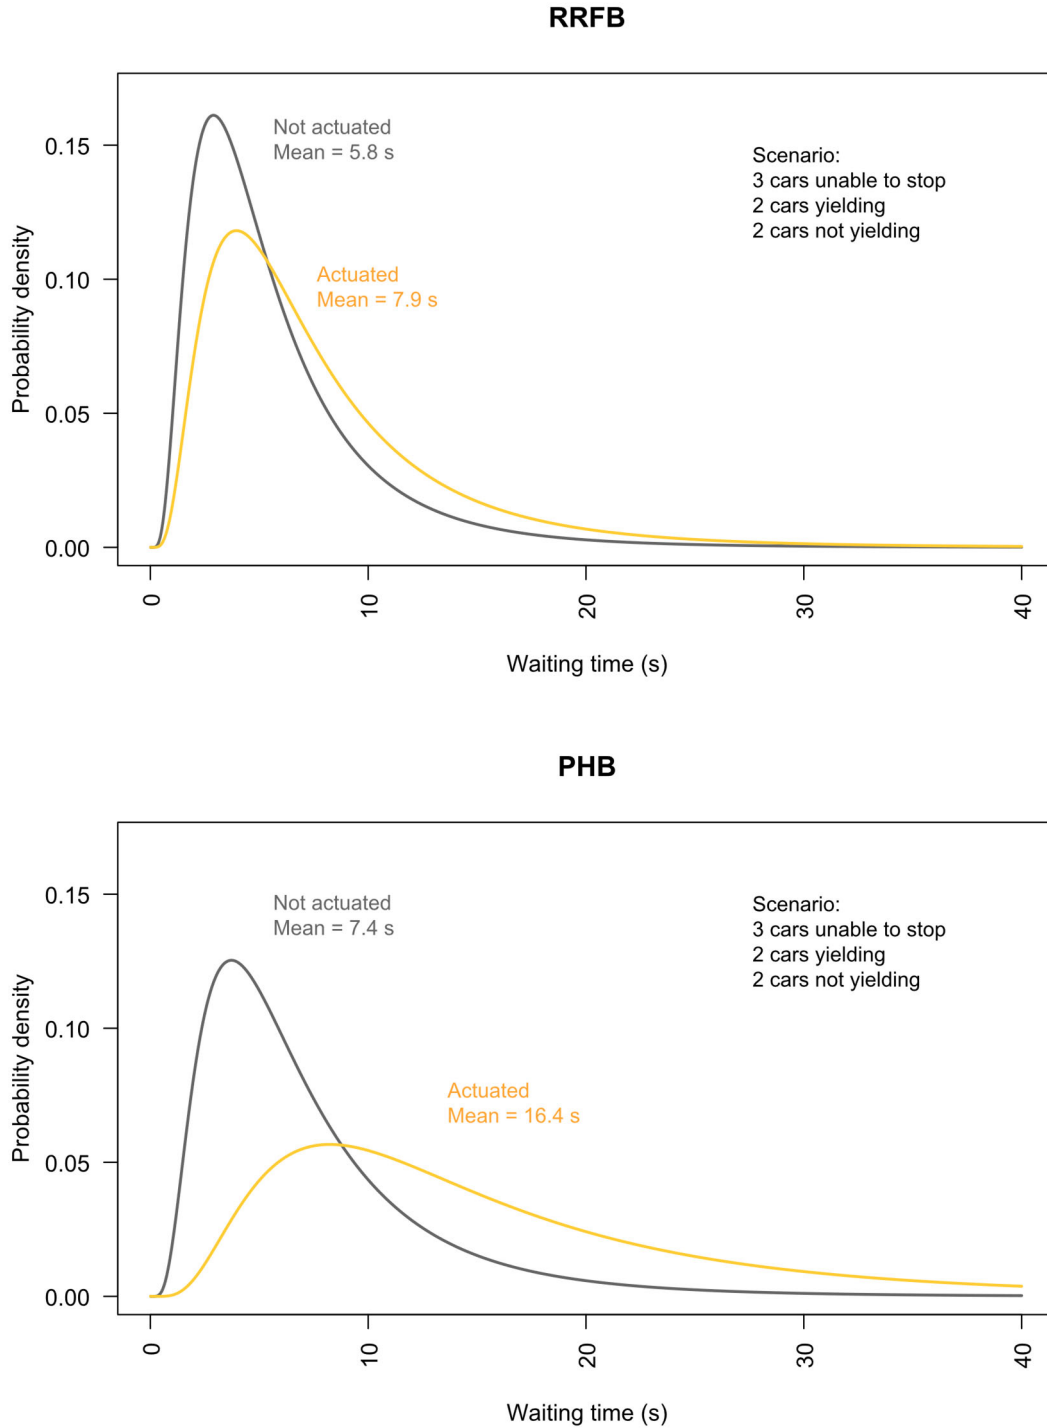 RRFB
Not actuated
Mean = 5.8 s
Scenario:
3 cars unable to stop
2 cars yielding
2 cars not yielding
Actuated
Mean = 7.9 s
Probability density
0.15
0.10
0.05
0.00
0
10
20
30
40
Waiting time (s)
PHB
Not actuated
Mean = 7.4 s
Scenario:
3 cars unable to stop
2 cars yielding
2 cars not yielding
Actuated
Mean = 16.4 s
Probability density
0.15
0.10
0.05
0.00
0
10
20
30
40
Waiting time (s)